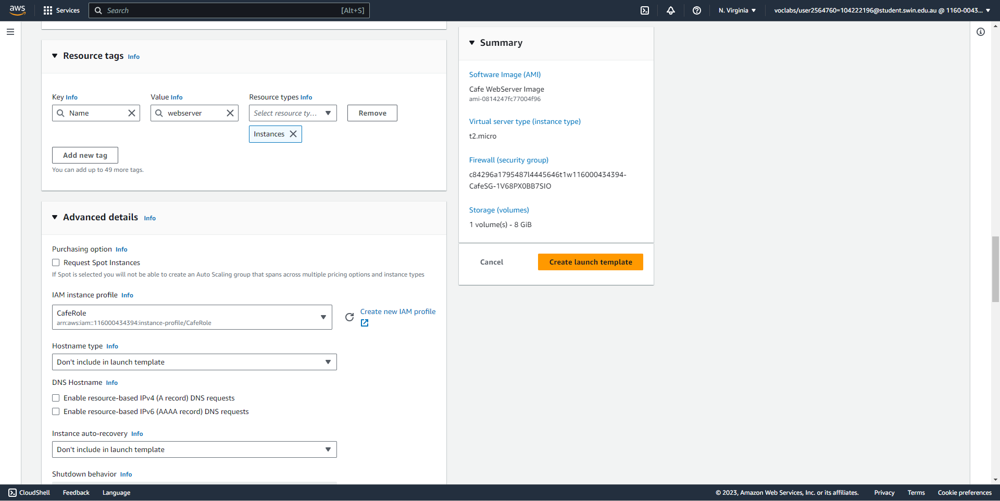 aws
Services
Search
[Alt+S]
N. Virginia
voclabs/user2564760=104222196@student.swin.edu.au @ 1160-0043...
Resource tags Info
Key Info
Value Info
Resource types Info
Name
webserver
Select resource ty...
Remove
Instances
Add new tag
You can add up to 49 more tags.
Advanced details Info
Purchasing option Info
Request Spot Instances
If Spot is selected you will not be able to create an Auto Scaling group that spans across multiple pricing options and instance types
IAM instance profile Info
CafeRole
arn:aws:iam::116000434394:instance-profile/CafeRole
Create new IAM profile
Hostname type Info
Don't include in launch template
DNS Hostname Info
Enable resource-based IPv4 (A record) DNS requests
Enable resource-based IPv6 (AAAA record) DNS requests
Instance auto-recovery Info
Don't include in launch template
Shutdown behavior Info
Summary
Software Image (AMI)
Cafe WebServer Image
ami-0814247fc77004f96
Virtual server type (instance type)
t2.micro
Firewall (security group)
c84296a1795487l4445646t1w116000434394-
CafeSG-1V68PX0BB7SIO
Storage (volumes)
1 volume(s) - 8 GiB
Cancel
Create launch template
CloudShell
Feedback
Language
© 2023, Amazon Web Services, Inc. or its affiliates.
Privacy
Terms
Cookie preferences